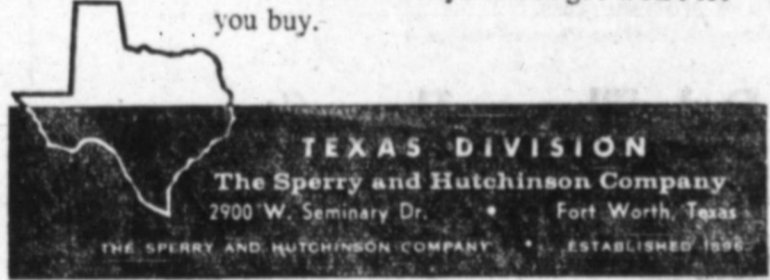 you buy.
TEXAS DIVISION
The Sperry and Hutchinson Company
2900 W. Seminary Dr. • Fort Worth, Texas
THE SPERRY AND HUTCHINSON COMPANY • ESTABLISHED 1896